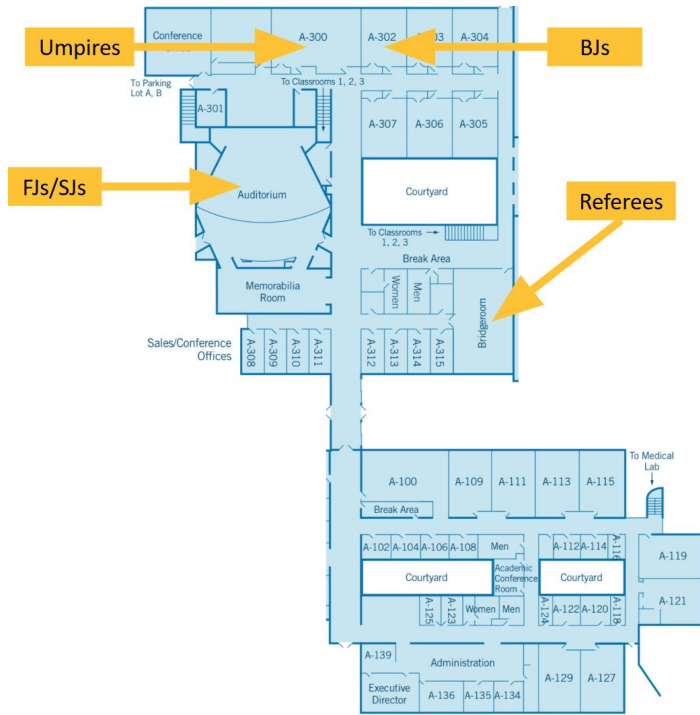 Umpires
BJs
FJs/SJs
Referees
Conference
A-300
A-302
A-304
To Parking
Lot A, B
To Classrooms 1, 2, 3
A-301
A-307
A-306
A-305
Auditorium
Courtyard
To Classrooms
1, 2, 3
Break Area
Women
Men
Bridgeroom
Memorabilia
Room
Sales/Conference
Offices
A-308
A-309
A-310
A-311
A-312
A-313
A-314
A-315
To Medical
Lab
A-100
A-109
A-111
A-113
A-115
Break Area
A-102
A-104
A-106
A-108
Men
A-112
A-114
A-116
A-119
Courtyard
Academic
Conference
Room
Courtyard
A-121
A-125
A-123
Women
Men
A-124
A-122
A-120
A-118
A-139
Administration
Executive
Director
A-136
A-135
A-134
A-129
A-127